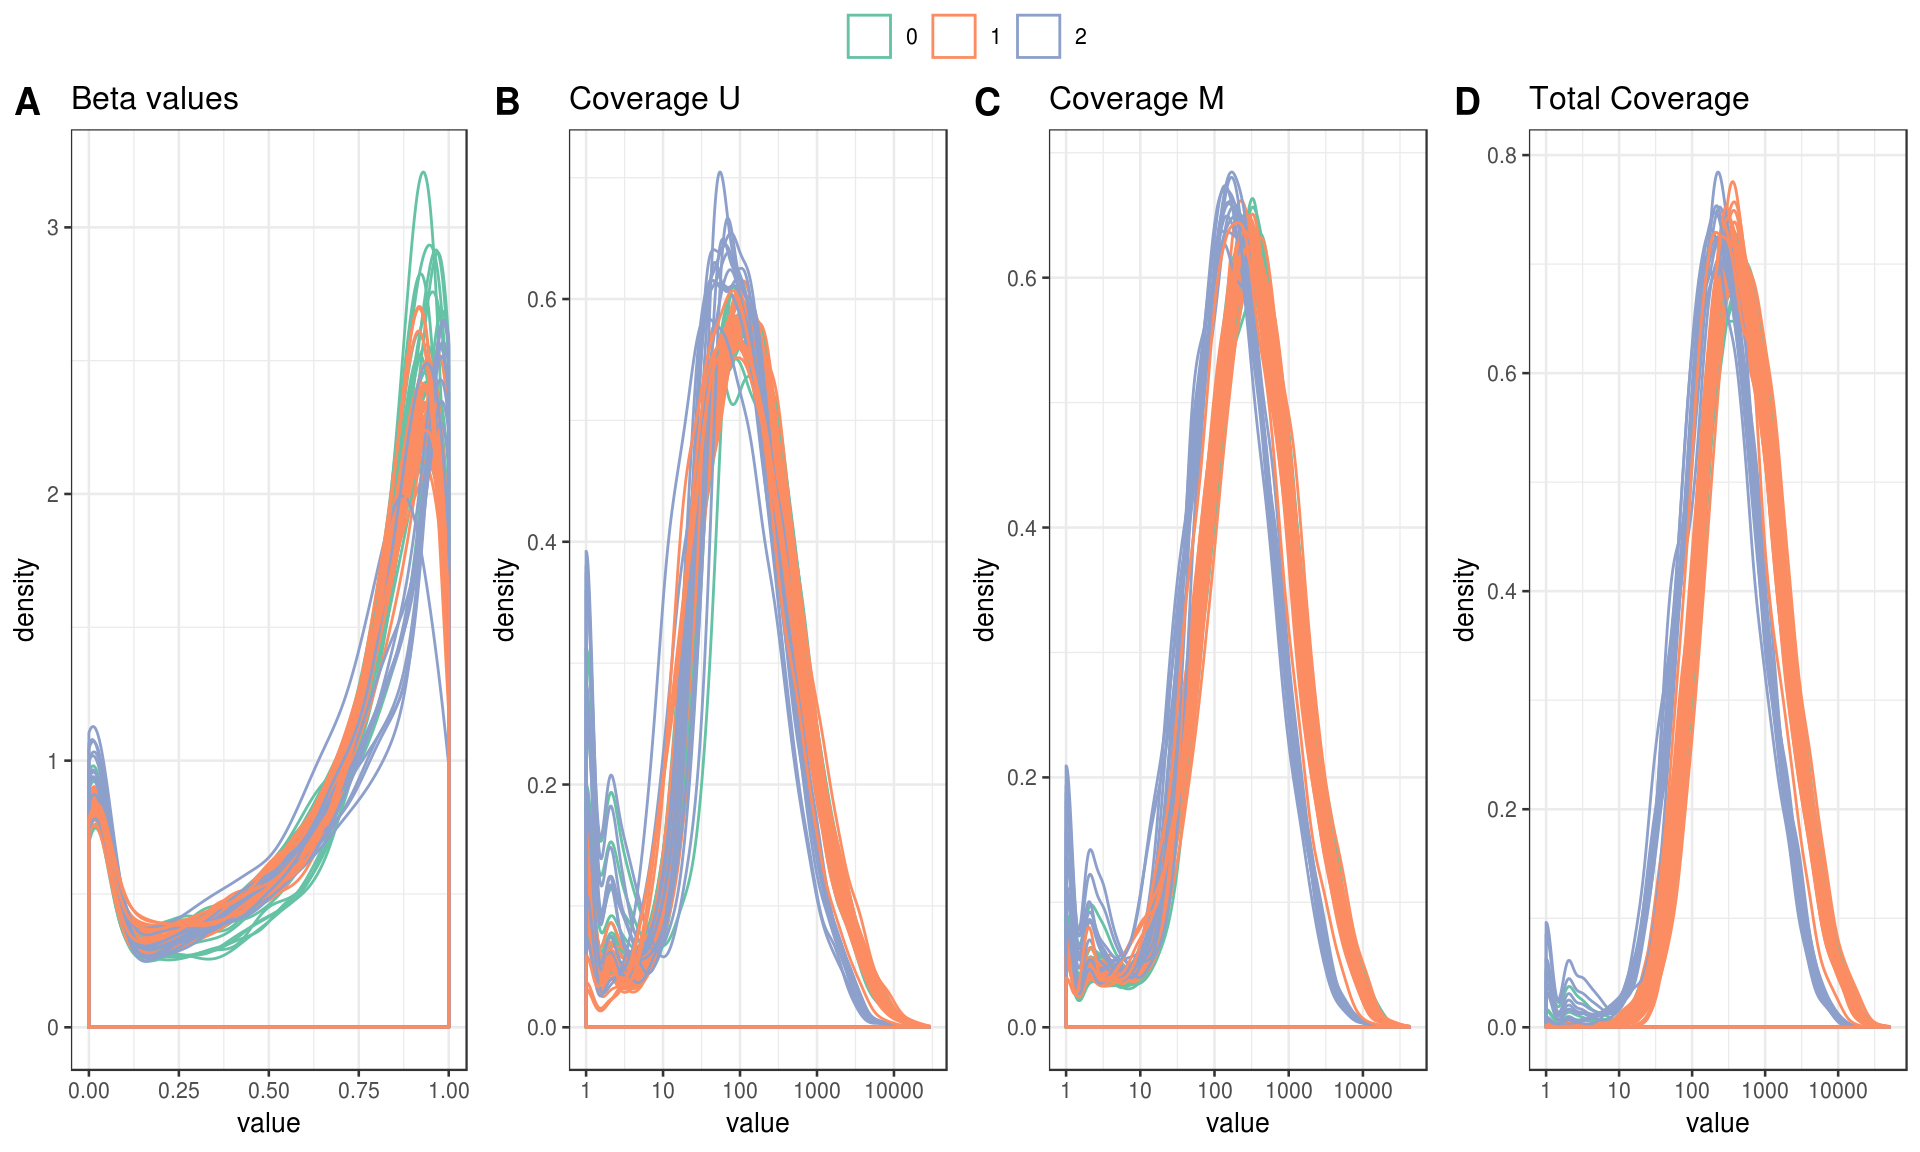 0 1 2
A Beta values
density
3
2
1
0
0.00 0.25 0.50 0.75 1.00
value
B Coverage U
density
0.6
0.4
0.2
0.0
1 10 100 1000 10000
value
C Coverage M
density
0.6
0.4
0.2
0.0
1 10 100 1000 10000
value
D Total Coverage
density
0.8
0.6
0.4
0.2
0.0
1 10 100 1000 10000
value